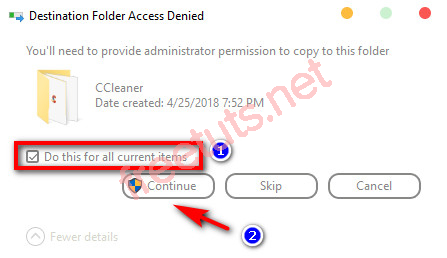 Destination Folder Access Denied
You'll need to provide administrator permission to copy to this folder
CCleaner
Date created: 4/25/2018 7:52 PM
Do this for all current items
1
Continue
Skip
Cancel
2
Fewer details
freetuts.net